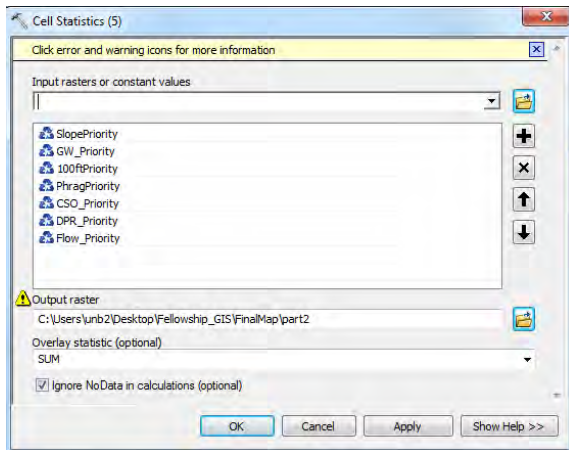 Cell Statistics (5)
Click error and warning icons for more information
Input rasters or constant values
SlopePriority
GW_Priority
100ftPriority
PhragPriority
CSO_Priority
DPR_Priority
Flow_Priority
Output raster
C:\Users\unb2\Desktop\Fellowship_GIS\FinalMap\part2
Overlay statistic (optional)
SUM
Ignore NoData in calculations (optional)
OK Cancel Apply Show Help >>